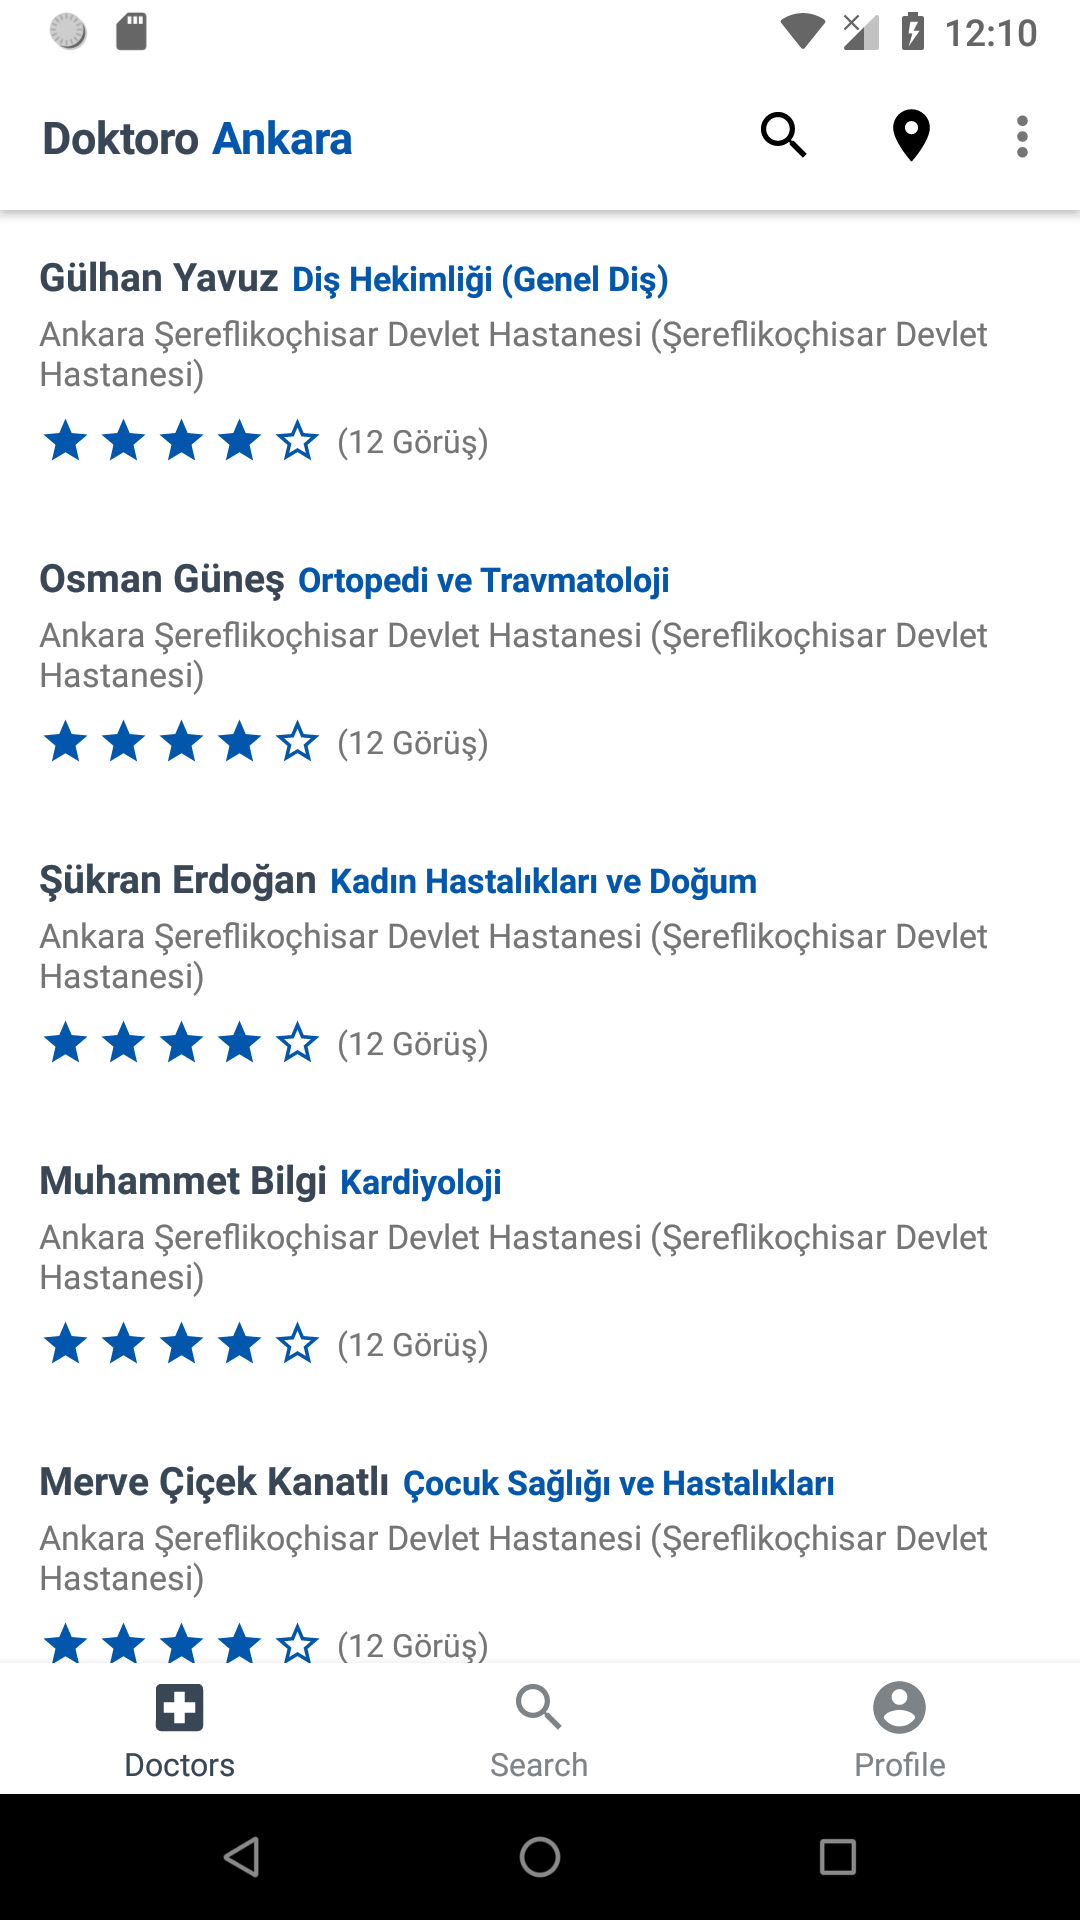 12:10
Doktoro Ankara
Gülhan Yavuz Diş Hekimliği (Genel Diş)
Ankara Şereflikoçhisar Devlet Hastanesi (Şereflikoçhisar Devlet
Hastanesi)
(12 Görüş)
Osman Güneş Ortopedi ve Travmatoloji
Ankara Şereflikoçhisar Devlet Hastanesi (Şereflikoçhisar Devlet
Hastanesi)
(12 Görüş)
Şükran Erdoğan Kadın Hastalıkları ve Doğum
Ankara Şereflikoçhisar Devlet Hastanesi (Şereflikoçhisar Devlet
Hastanesi)
(12 Görüş)
Muhammet Bilgi Kardiyoloji
Ankara Şereflikoçhisar Devlet Hastanesi (Şereflikoçhisar Devlet
Hastanesi)
(12 Görüş)
Merve Çiçek Kanatlı Çocuk Sağlığı ve Hastalıkları
Ankara Şereflikoçhisar Devlet Hastanesi (Şereflikoçhisar Devlet
Hastanesi)
(12 Görüş)
Doctors
Search
Profile